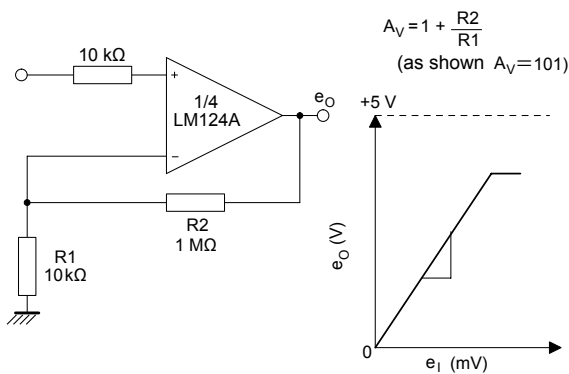 A_V = 1 + R2
R1
(as shown A_V = 101)
10 kΩ
+
1/4
LM124A
e_O
−
R2
1 MΩ
R1
10kΩ
+5 V
e_O (V)
0
e_I (mV)